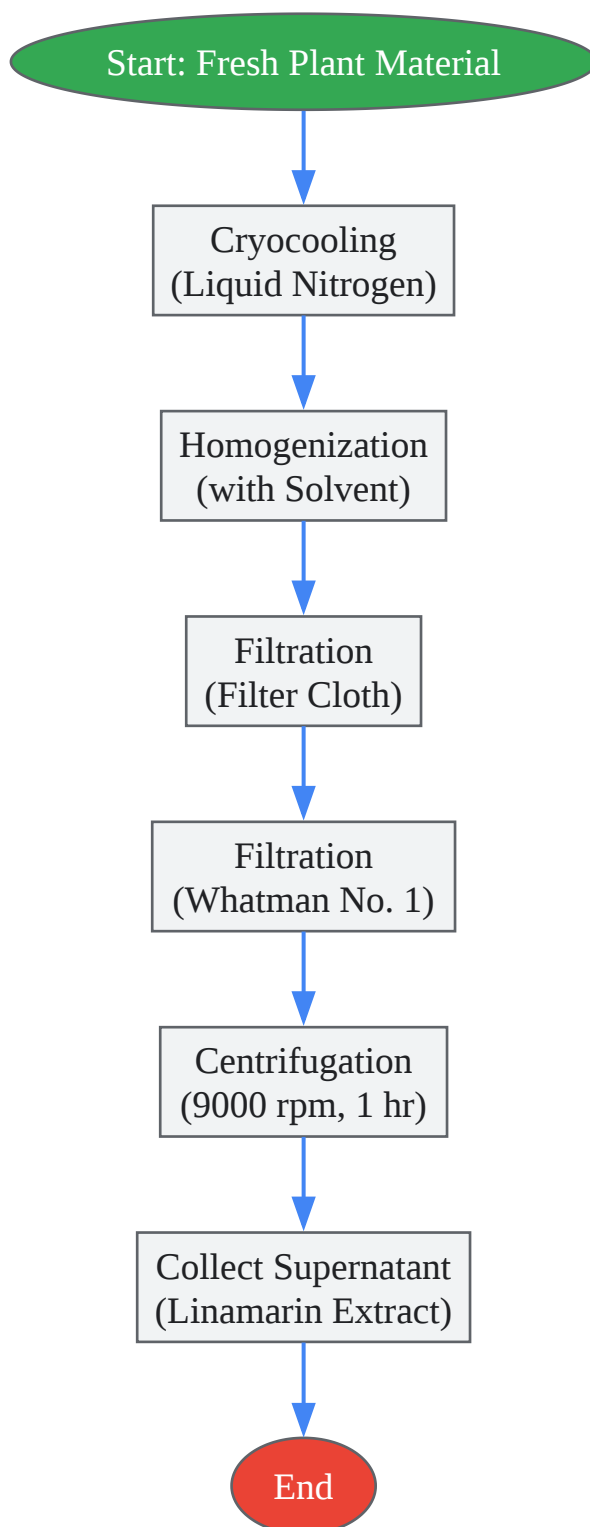 Start: Fresh Plant Material
Cryocooling
(Liquid Nitrogen)
Homogenization
(with Solvent)
Filtration
(Filter Cloth)
Filtration
(Whatman No. 1)
Centrifugation
(9000 rpm, 1 hr)
Collect Supernatant
(Linamarin Extract)
End